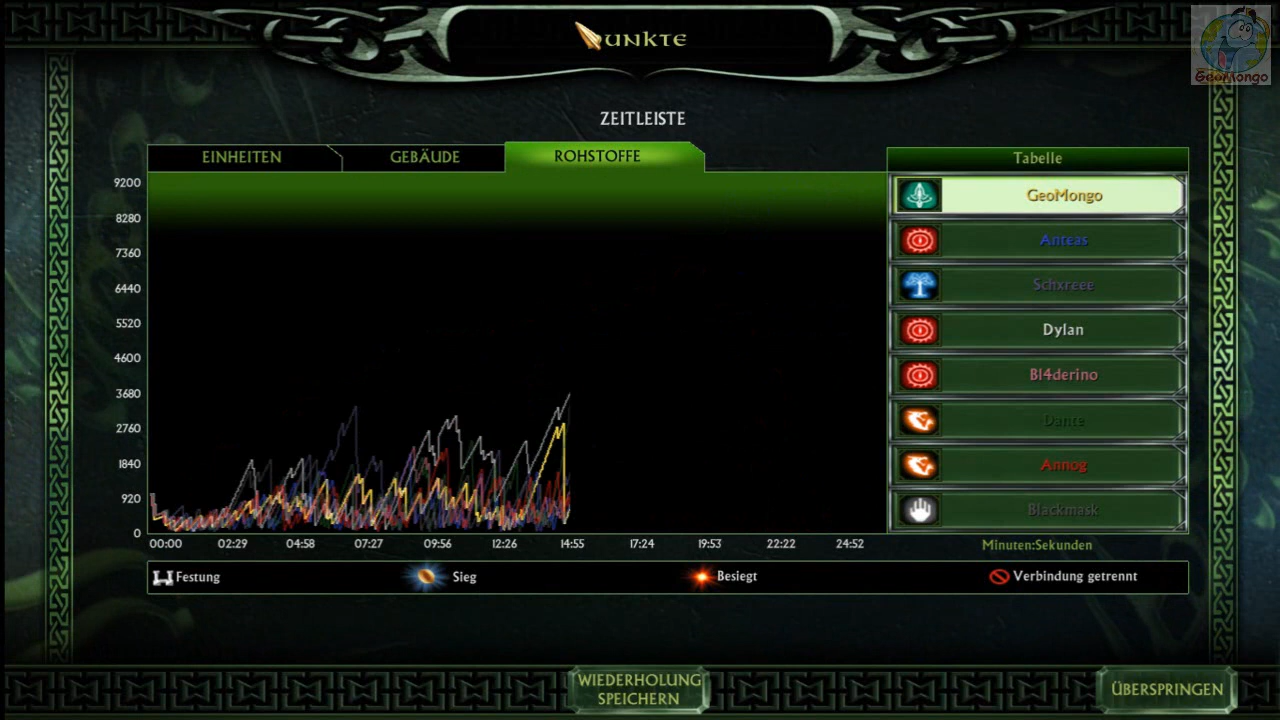 PUNKTE
GeoMongo
ZEITLEISTE
EINHEITEN GEBÄUDE ROHSTOFFE
Tabelle
9200
8280
7360
6440
5520
4600
3680
2760
1840
920
0
00:00 02:29 04:58 07:27 09:56 12:26 14:55 17:24 19:53 22:22 24:52
GeoMongo
Anteas
Schxreee
Dylan
Bl4derino
Dante
Annog
Blackmask
Minuten:Sekunden
Festung Sieg Besiegt Verbindung getrennt
WIEDERHOLUNG
SPEICHERN
ÜBERSPRINGEN